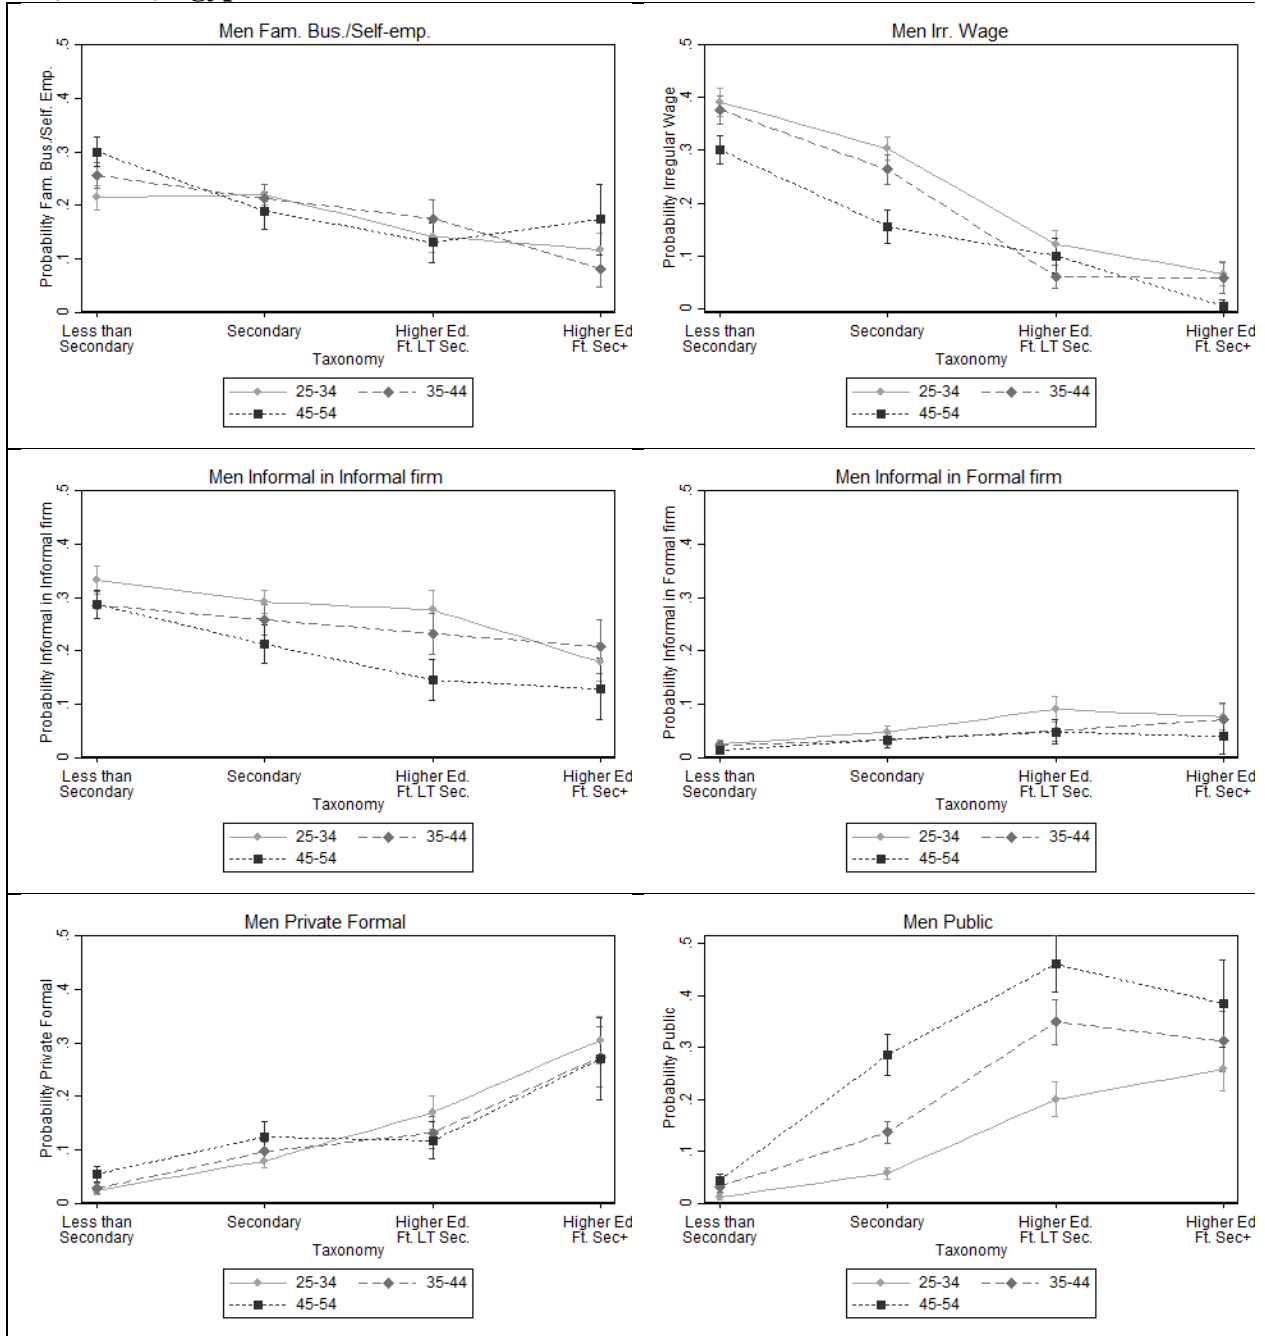 Men Fam. Bus./Self-emp.
Probability Fam. Bus./Self. Emp.
.5
.4
.3
.2
.1
0
Less than Secondary
Secondary
Higher Ed. Ft. LT Sec.
Higher Ed Ft. Sec+
Taxonomy
25-34
35-44
45-54
Men Irr. Wage
Probability Irregular Wage
.5
.4
.3
.2
.1
0
Less than Secondary
Secondary
Higher Ed. Ft. LT Sec.
Higher Ed Ft. Sec+
Taxonomy
25-34
35-44
45-54
Men Informal in Informal firm
Probability Informal in Informal firm
.5
.4
.3
.2
.1
0
Less than Secondary
Secondary
Higher Ed. Ft. LT Sec.
Higher Ed Ft. Sec+
Taxonomy
25-34
35-44
45-54
Men Informal in Formal firm
Probability Informal in Formal firm
.5
.4
.3
.2
.1
0
Less than Secondary
Secondary
Higher Ed. Ft. LT Sec.
Higher Ed Ft. Sec+
Taxonomy
25-34
35-44
45-54
Men Private Formal
Probability Private Formal
.5
.4
.3
.2
.1
0
Less than Secondary
Secondary
Higher Ed. Ft. LT Sec.
Higher Ed Ft. Sec+
Taxonomy
25-34
35-44
45-54
Men Public
Probability Public
.5
.4
.3
.2
.1
0
Less than Secondary
Secondary
Higher Ed. Ft. LT Sec.
Higher Ed Ft. Sec+
Taxonomy
25-34
35-44
45-54